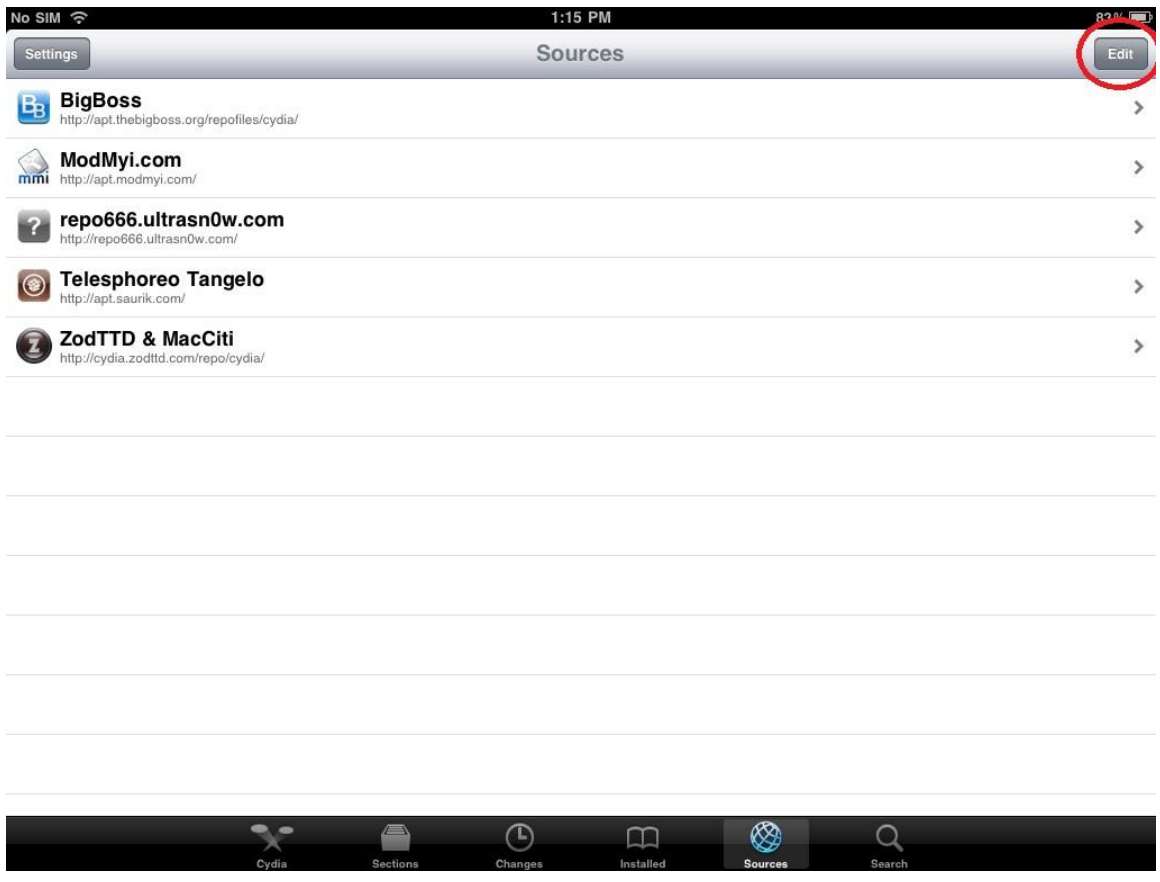 No SIM 1:15 PM 82%
Settings Sources Edit
BB
BigBoss
http://apt.thebigboss.org/repofiles/cydia/
mmi
ModMyi.com
http://apt.modmyi.com/
?
repo666.ultrasn0w.com
http://repo666.ultrasn0w.com/
Telesphoreo Tangelo
http://apt.saurik.com/
Z
ZodTTD & MacCiti
http://cydia.zodttd.com/repo/cydia/
Cydia Sections Changes Installed Sources Search